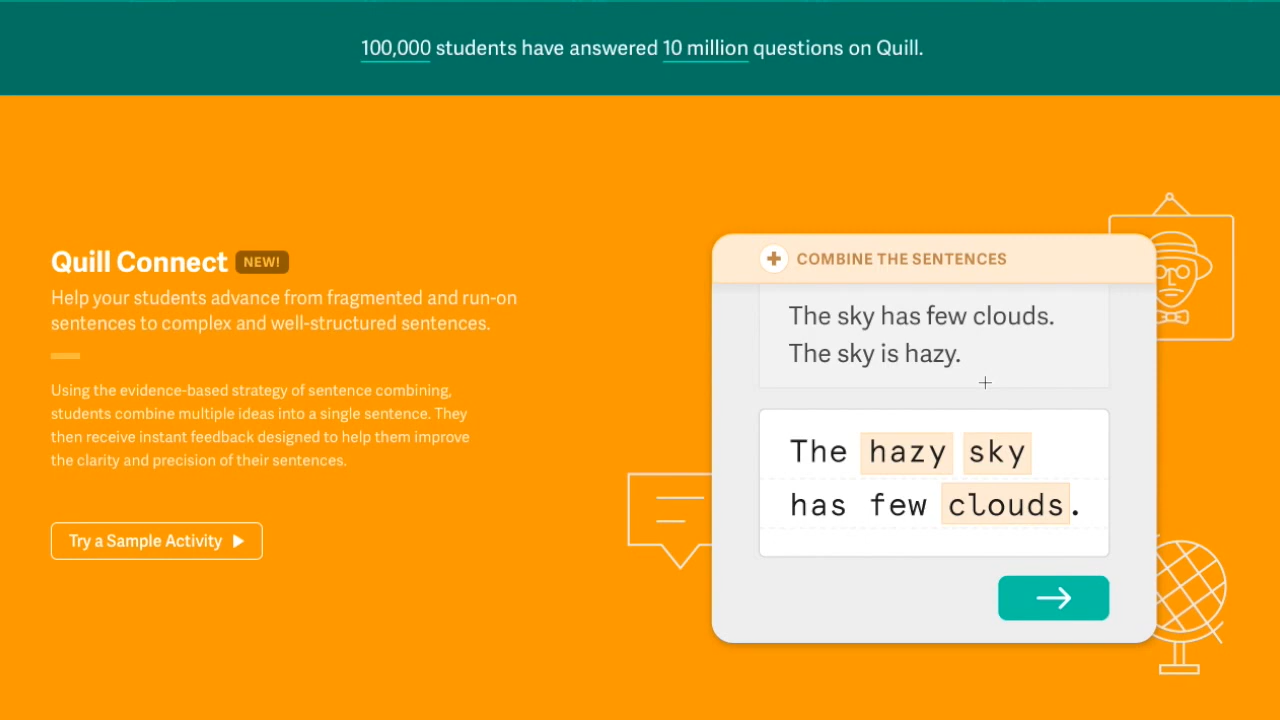 100,000 students have answered 10 million questions on Quill.
Quill Connect NEW!
Help your students advance from fragmented and run-on
sentences to complex and well-structured sentences.
Using the evidence-based strategy of sentence combining,
students combine multiple ideas into a single sentence. They
then receive instant feedback designed to help them improve
the clarity and precision of their sentences.
Try a Sample Activity
COMBINE THE SENTENCES
The sky has few clouds.
The sky is hazy.
The hazy sky
has few clouds.